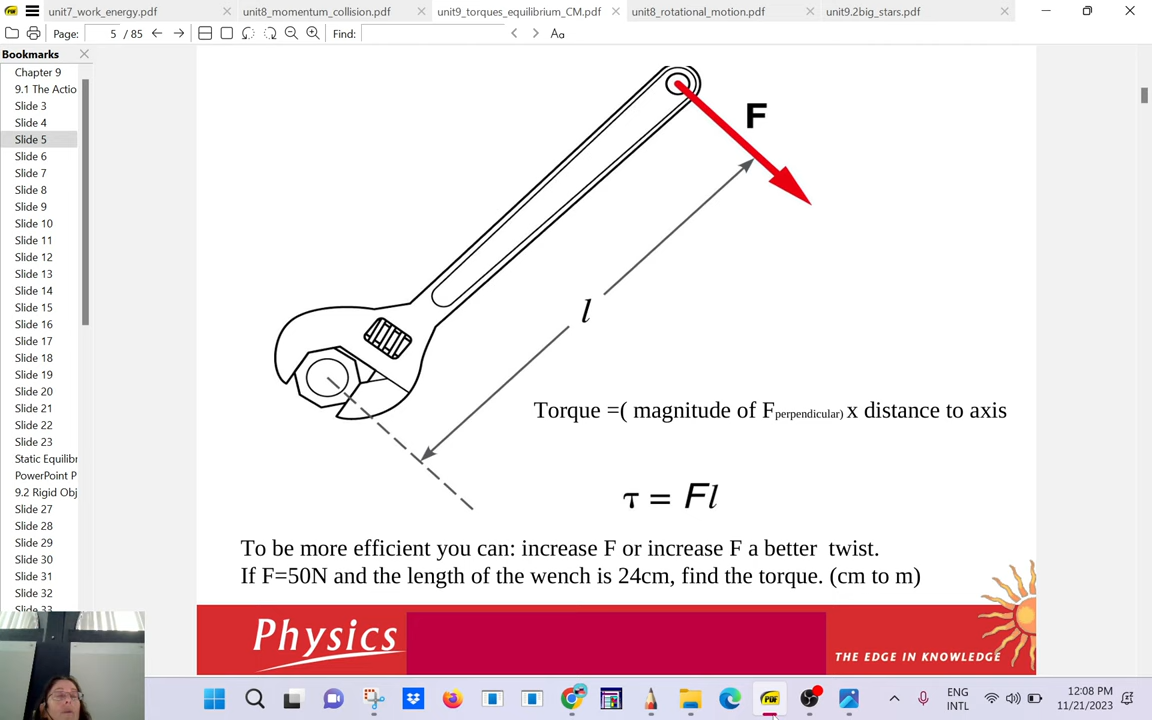 unit7_work_energy.pdf
unit8_momentum_collision.pdf
unit9_torques_equilibrium_CM.pdf
unit8_rotational_motion.pdf
unit9.2big_stars.pdf
Page: 5 / 85
Find:
Aa
Bookmarks
Chapter 9
9.1 The Actio
Slide 3
Slide 4
Slide 5
Slide 6
Slide 7
Slide 8
Slide 9
Slide 10
Slide 11
Slide 12
Slide 13
Slide 14
Slide 15
Slide 16
Slide 17
Slide 18
Slide 19
Slide 20
Slide 21
Slide 22
Slide 23
Static Equilibr
PowerPoint P
9.2 Rigid Obj
Slide 27
Slide 28
Slide 29
Slide 30
Slide 31
Slide 32
Slide 33
F
l
Torque =( magnitude of Fperpendicular) x distance to axis
τ = Fl
To be more efficient you can: increase F or increase F a better twist.
If F=50N and the length of the wench is 24cm, find the torque. (cm to m)
Physics
THE EDGE IN KNOWLEDGE
PDF
ENG
INTL
12:08 PM
11/21/2023